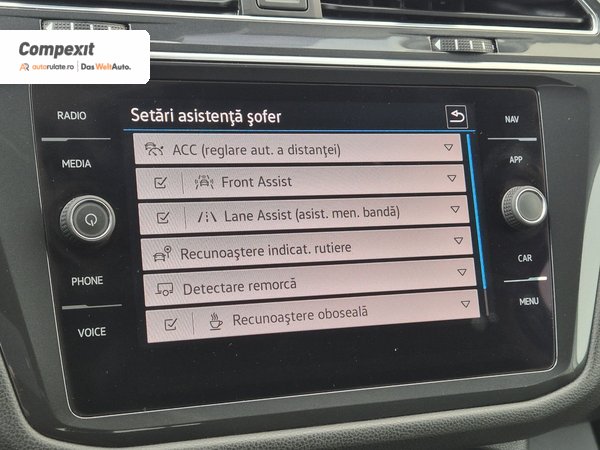 Compexit
AR autorulate.ro | Das WeltAuto.
RADIO
MEDIA
PHONE
VOICE
Setări asistenţă şofer
ACC (reglare aut. a distanţei)
Front Assist
Lane Assist (asist. men. bandă)
Recunoaştere indicat. rutiere
Detectare remorcă
Recunoaştere oboseală
NAV
APP
CAR
MENU